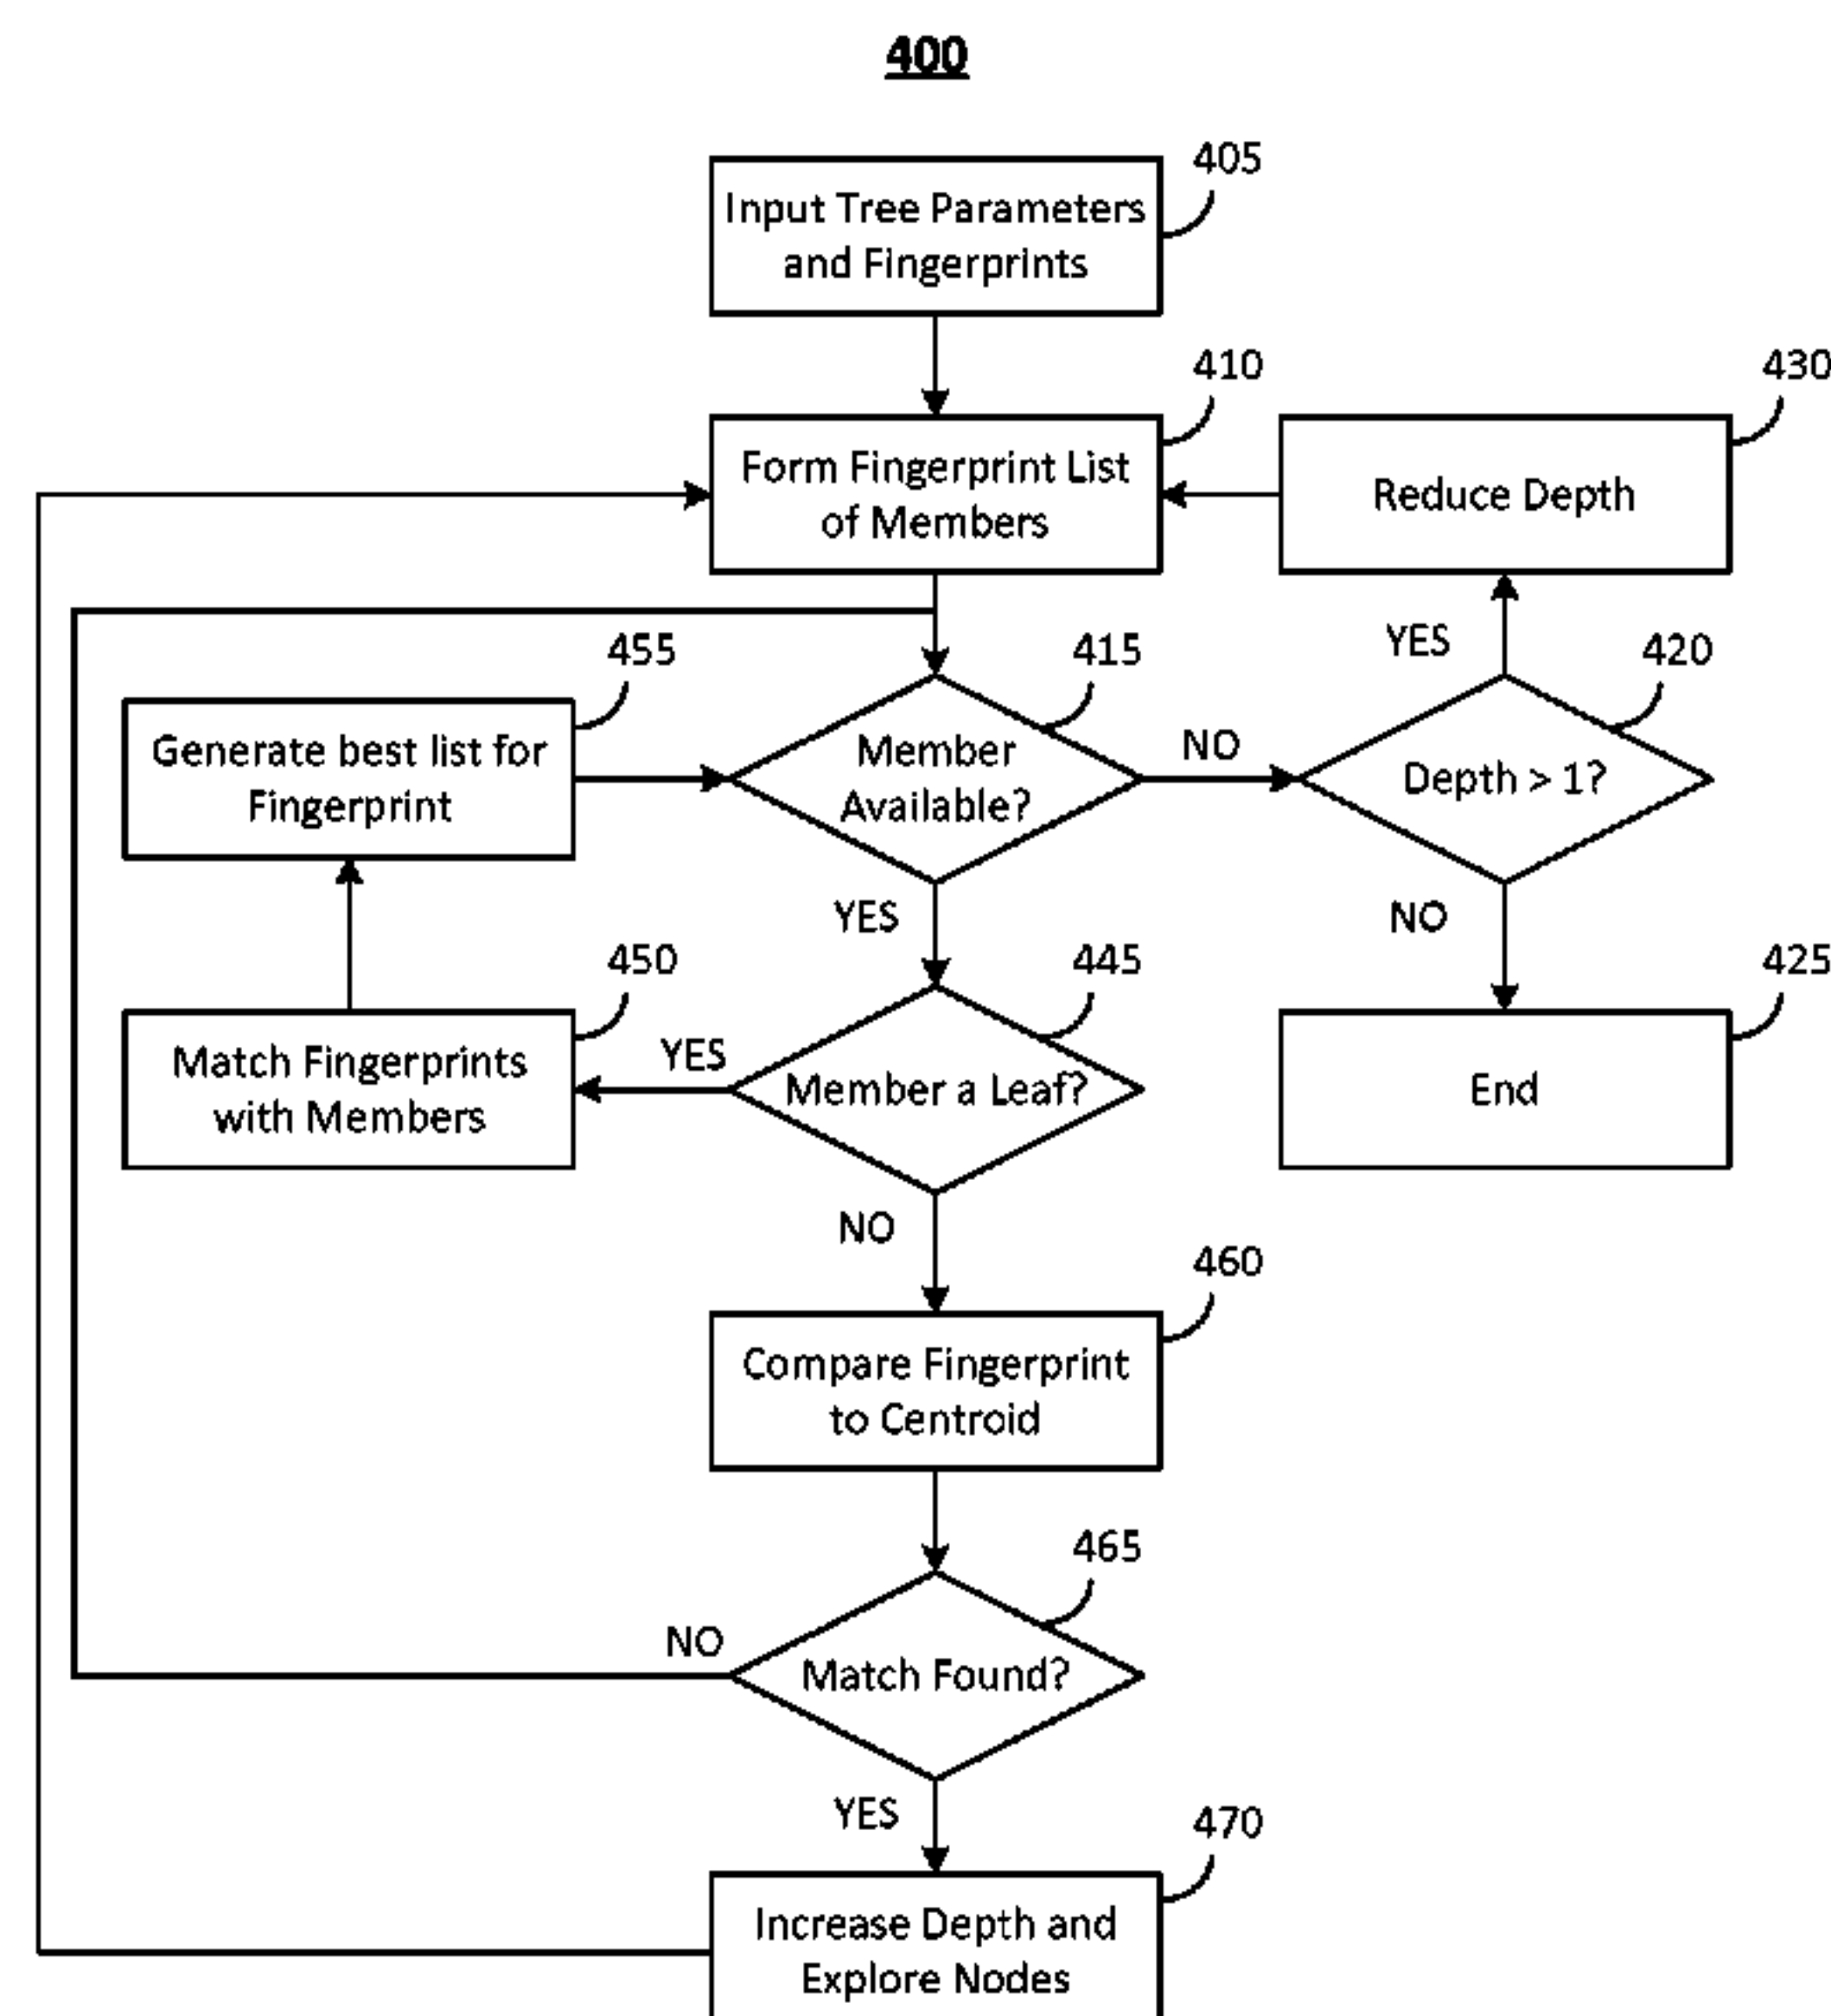 400
405
Input Tree Parameters
and Fingerprints
410
Form Fingerprint List
of Members
430
Reduce Depth
455
Generate best list for
Fingerprint
415
Member
Available?
NO
YES
420
Depth > 1?
YES
NO
450
Match Fingerprints
with Members
YES
445
Member a Leaf?
425
End
NO
460
Compare Fingerprint
to Centroid
465
NO
Match Found?
YES
470
Increase Depth and
Explore Nodes